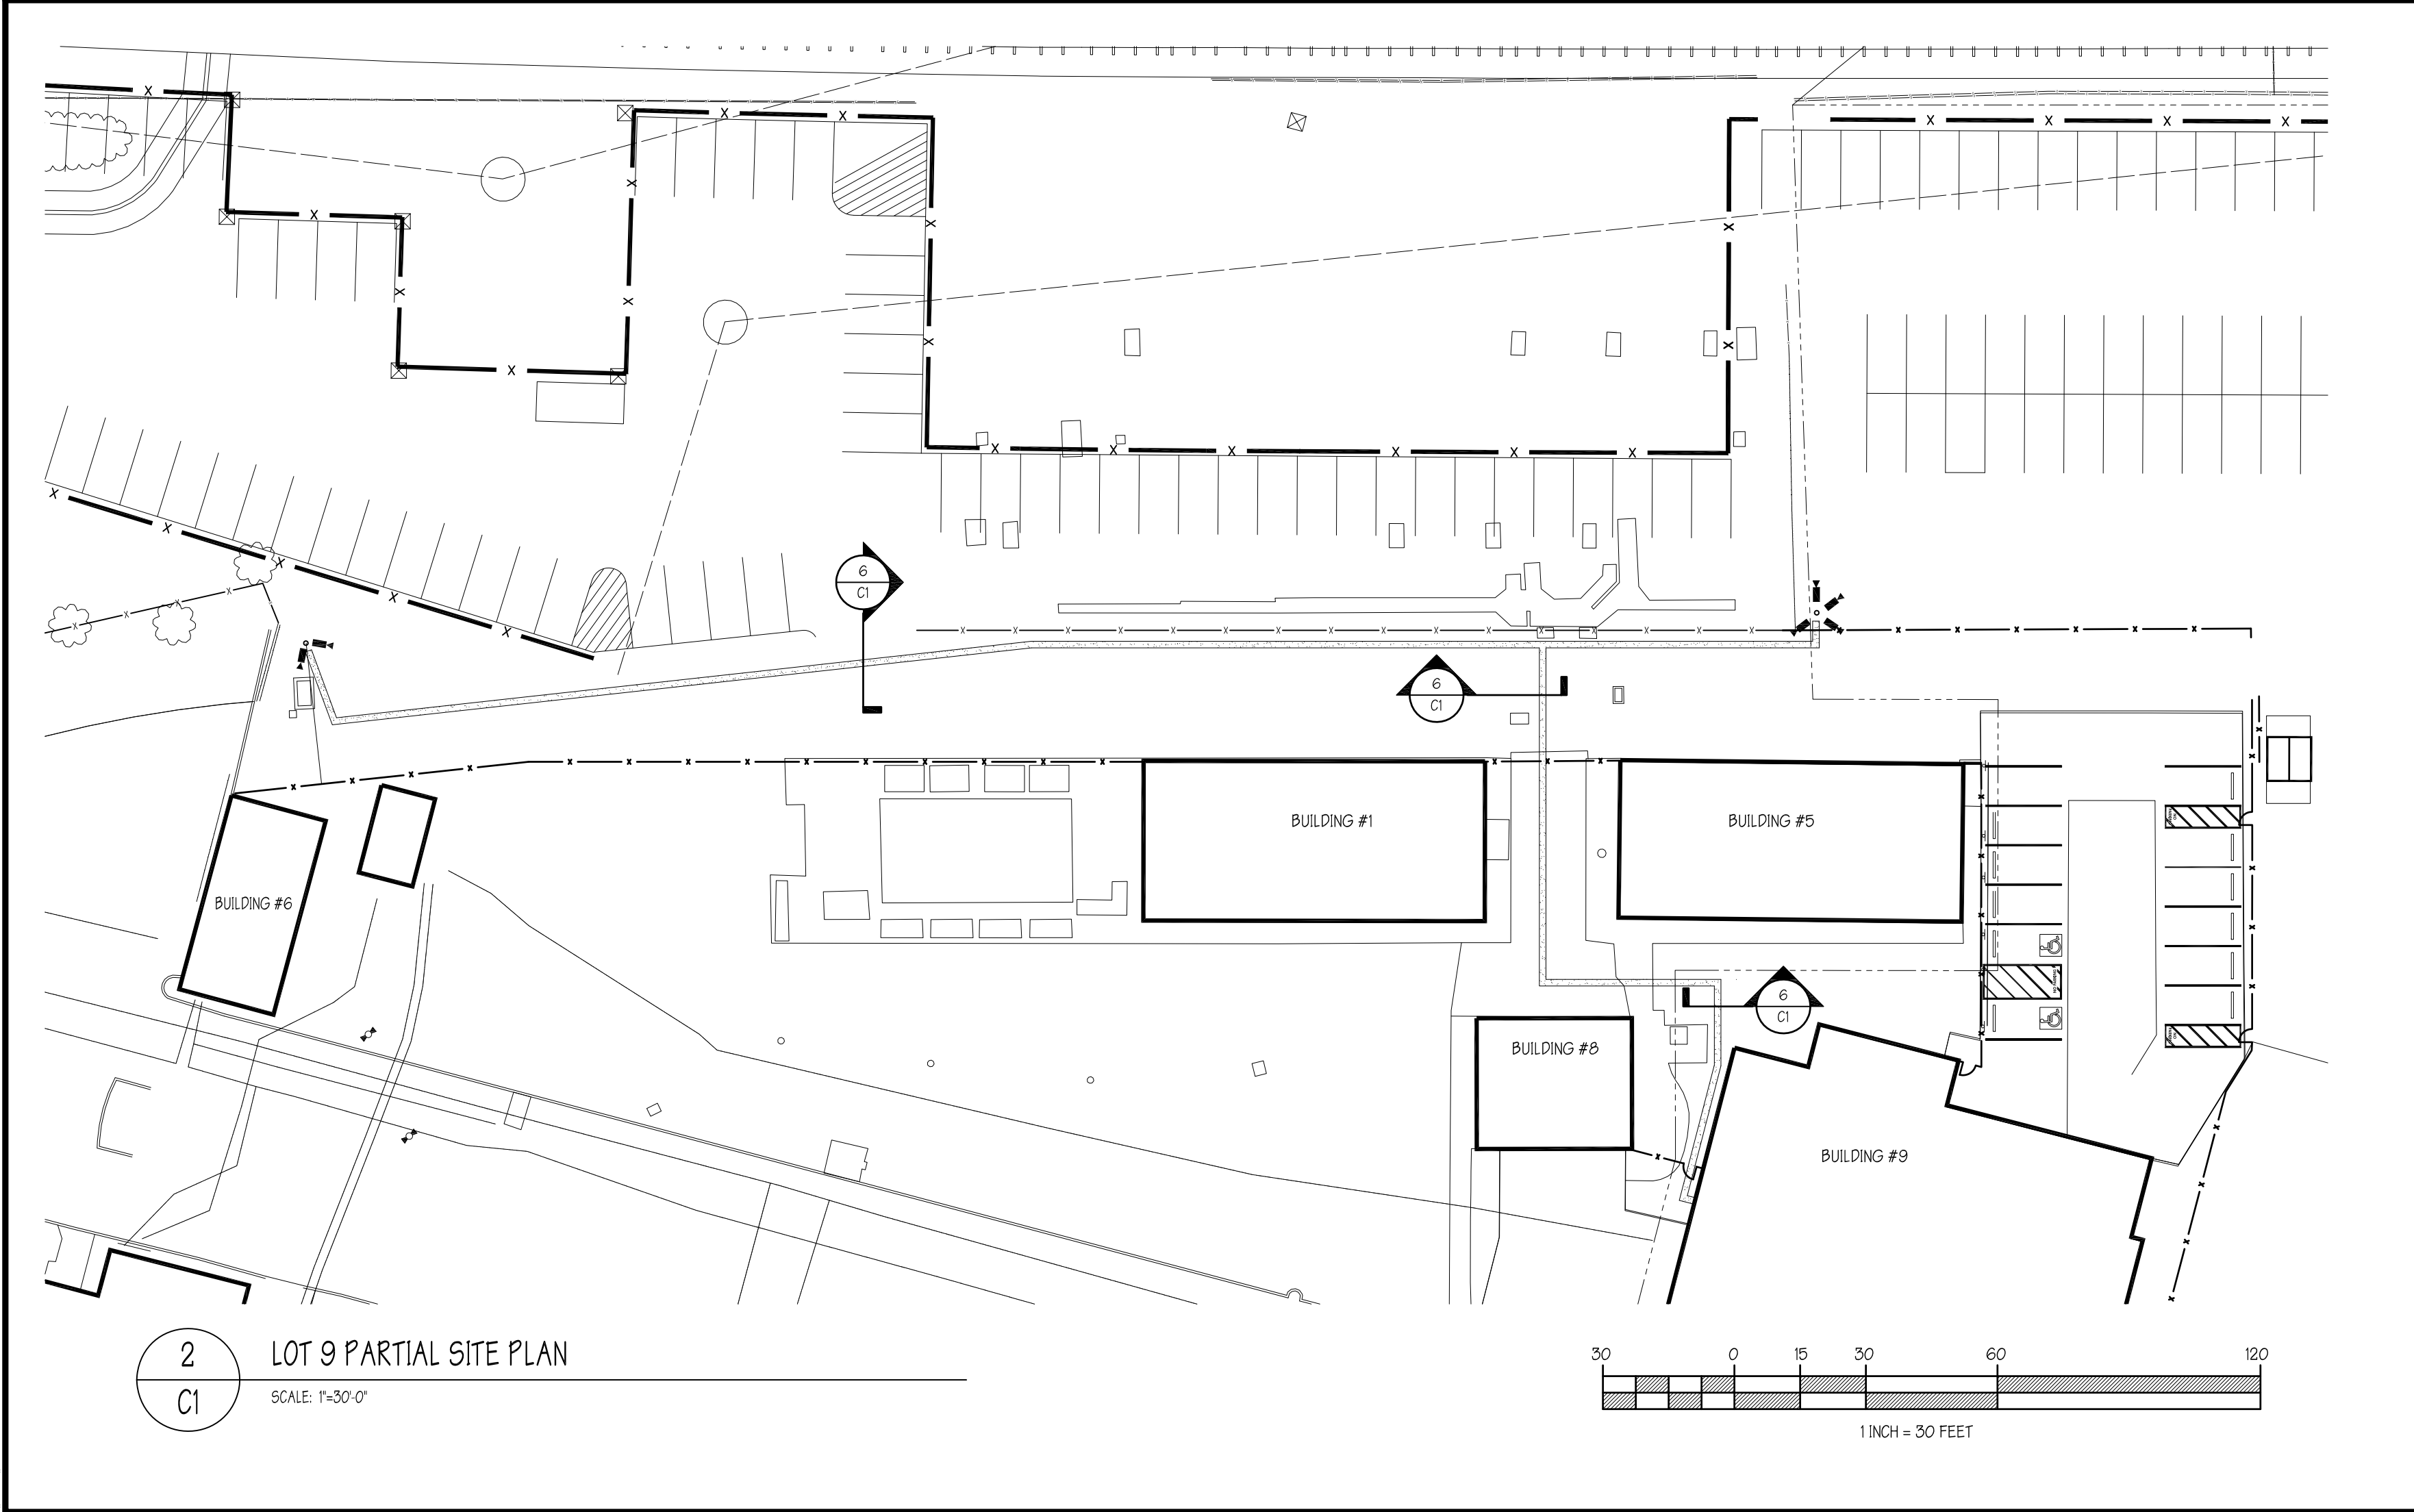 6
C1
6
C1
BUILDING #1
BUILDING #5
BUILDING #6
6
C1
BUILDING #8
BUILDING #9
2
C1
LOT 9 PARTIAL SITE PLAN
SCALE: 1"=30'-0"
30 0 15 30 60 120
1 INCH = 30 FEET